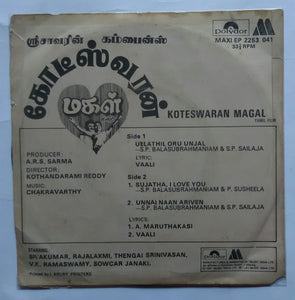 Polydor
MAXI EP 2253 041
33⅓ RPM
ஸ்ரீசாவரின் கம்பைன்ஸ்
கோடீஸ்வரன்
மகள்
KOTESWARAN MAGAL
TAMIL FILM
PRODUCER :
A.R.S. SARMA
DIRECTOR:
KOTHANDARAMI REDDY
MUSIC:
CHAKRAVARTHY
Side 1
ULLATHIL ORU UNJAL
-S.P. BALASUBRAHMANIAM & S.P. SAILAJA
LYRIC:
VAALI
Side 2
1. SUJATHA, I LOVE YOU
-S.P. BALASUBRAHMANIAM & P. SUSHEELA
2. UNNAI NAAN ARIVEN
-S.P. BALASUBRAHMANIAM & S.P. SAILAJA
LYRICS:
1. A. MARUTHAKASI
2. VAALI
STARRING:
SRIKUMAR, RAJALAXMI, THENGAI SRINIVASAN,
V.K. RAMASWAMY, SOWCAR JANAKI.
Polydor